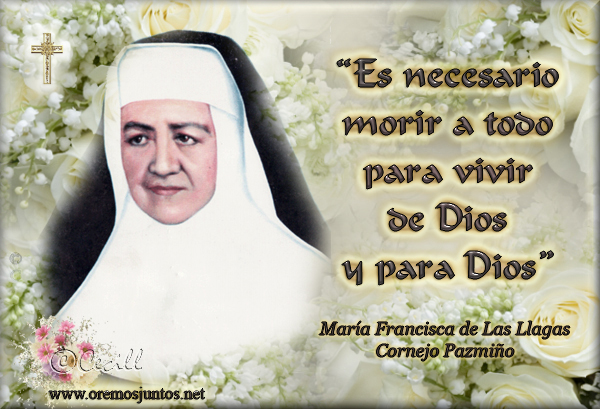 “Es necesario
morir a todo
para vivir
de Dios
y para Dios”
María Francisca de Las Llagas
Cornejo Pazmiño
©Cecill
www.oremosjuntos.net